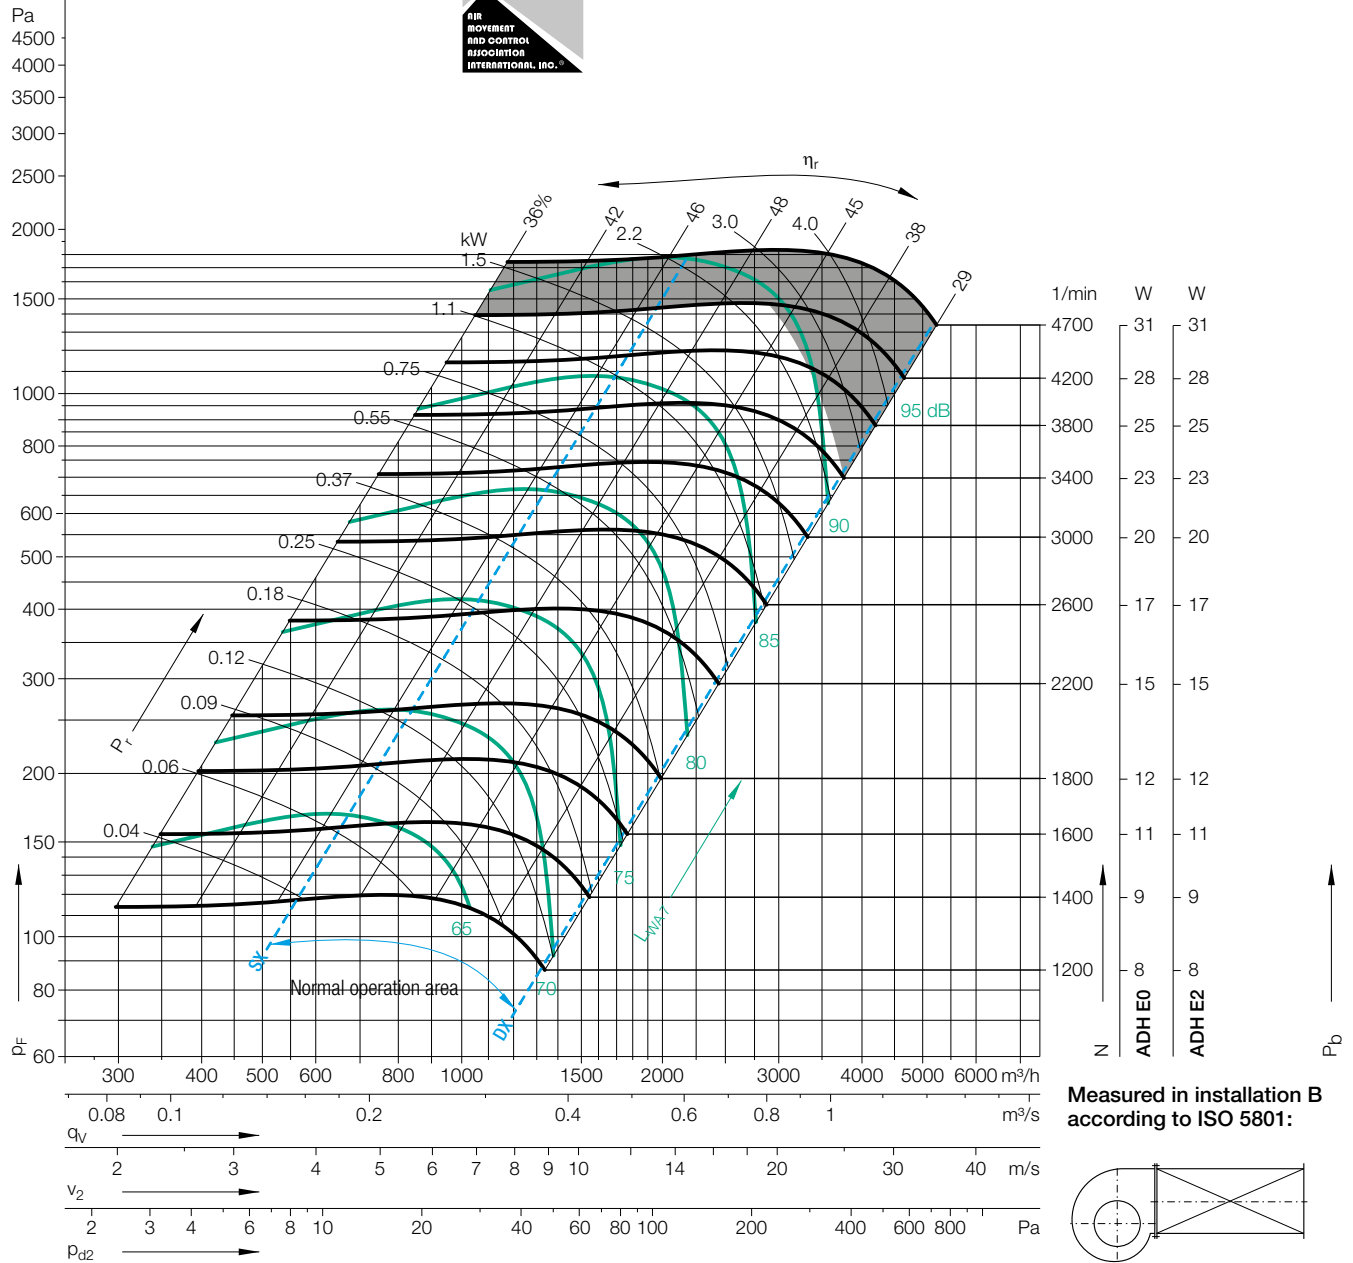 AIR
MOVEMENT
AND CONTROL
ASSOCIATION
INTERNATIONAL, INC.®
Pa
4500
4000
3500
3000
2500
2000
1500
1000
800
600
500
400
300
200
150
100
80
60
pF
ηr
36%
42
46
48
45
38
29
kW
1.5
2.2
3.0
4.0
1.1
0.75
0.55
0.37
0.25
0.18
0.12
0.09
0.06
0.04
Pr
95 dB
90
85
80
75
70
65
LWA7
SX
DX
Normal operation area
1/min W W
4700 31 31
4200 28 28
3800 25 25
3400 23 23
3000 20 20
2600 17 17
2200 15 15
1800 12 12
1600 11 11
1400 9 9
1200 8 8
N
ADH E0
ADH E2
Pb
300 400 500 600 800 1000 1500 2000 3000 4000 5000 6000 m³/h
0.08 0.1 0.2 0.4 0.6 0.8 1 m³/s
qV
2 3 4 5 6 7 8 9 10 14 20 30 40 m/s
v2
2 3 4 6 8 10 20 40 60 80 100 200 400 600 800 Pa
pd2
Measured in installation B
according to ISO 5801: